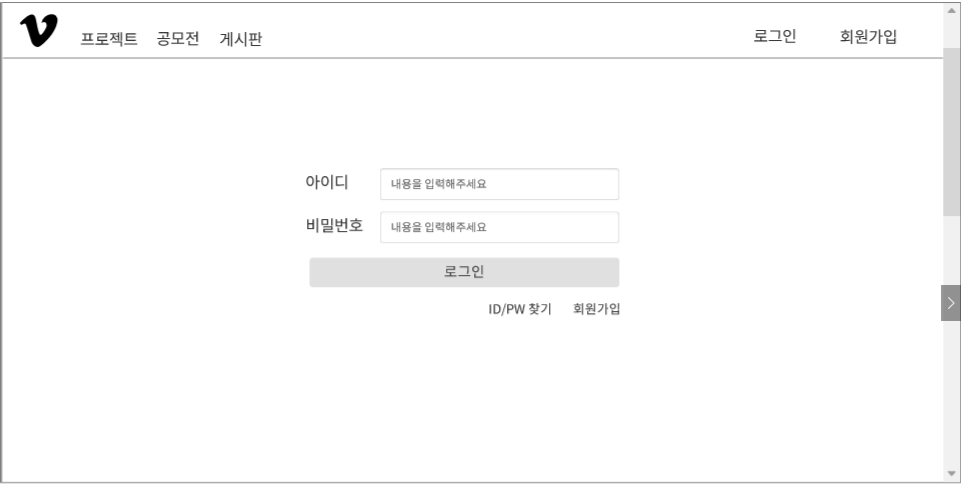 프로젝트 공모전 게시판 로그인 회원가입
아이디 내용을 입력해주세요
비밀번호 내용을 입력해주세요
로그인
ID/PW 찾기 회원가입